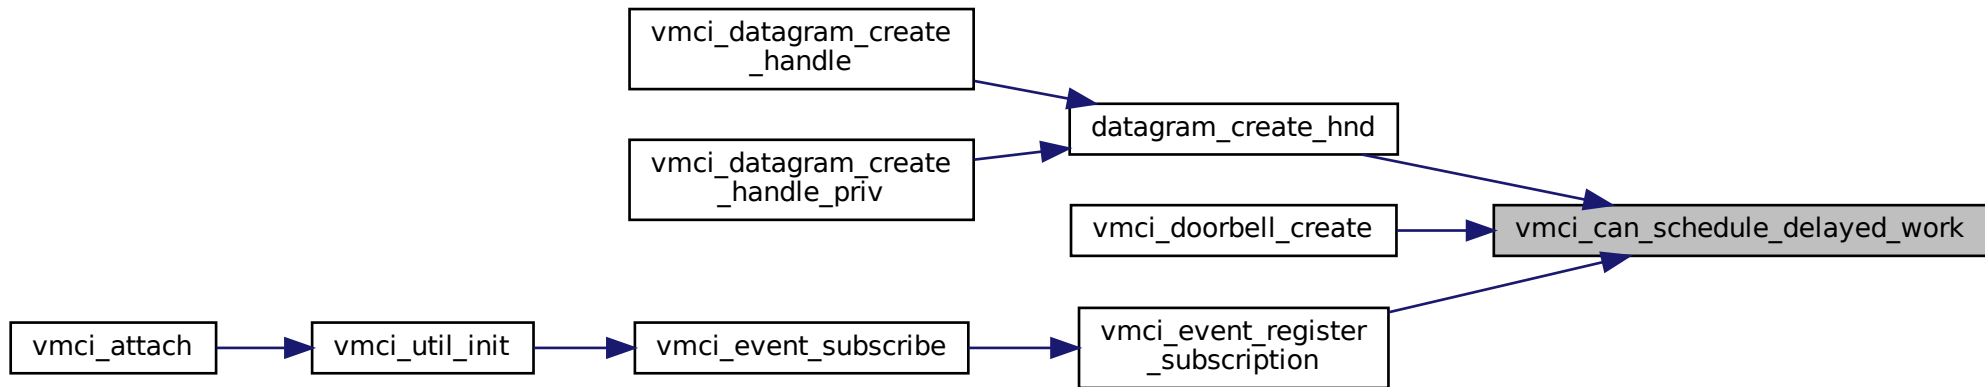 vmci_datagram_create
_handle
datagram_create_hnd
vmci_datagram_create
_handle_priv
vmci_doorbell_create
vmci_can_schedule_delayed_work
vmci_attach
vmci_util_init
vmci_event_subscribe
vmci_event_register
_subscription